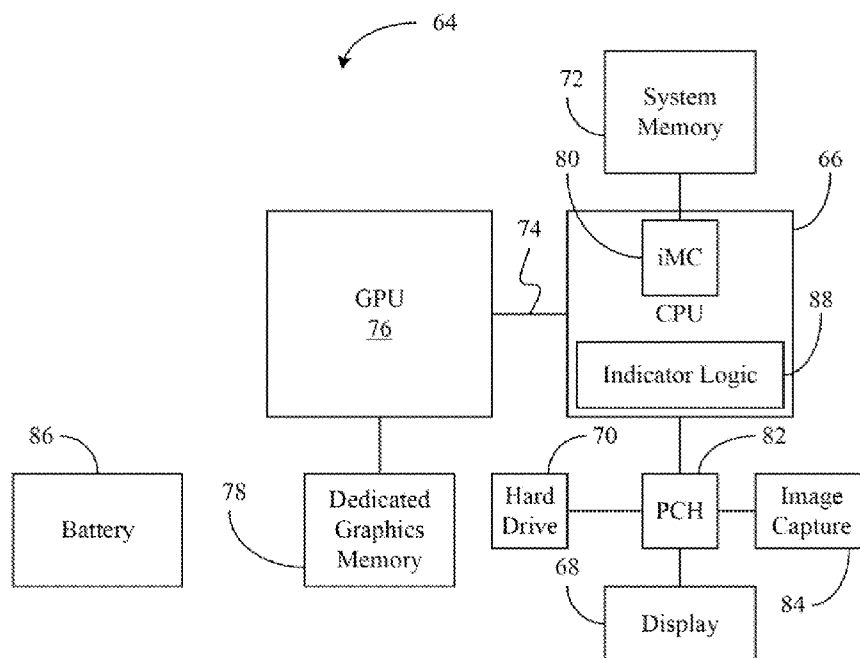 64
72
System
Memory
80
66
74
iMC
GPU
76
CPU
88
Indicator Logic
86
70
82
78
Battery
Dedicated
Graphics
Memory
Hard
Drive
PCH
Image
Capture
68
84
Display